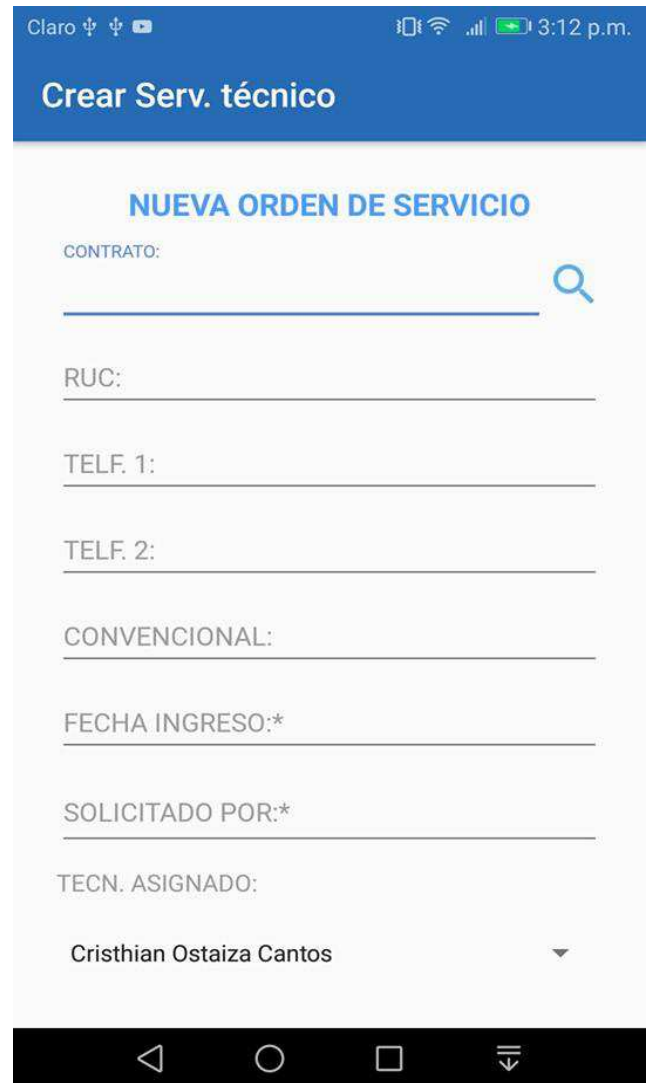 Claro 3:12 p.m.
Crear Serv. técnico
NUEVA ORDEN DE SERVICIO
CONTRATO:
RUC:
TELF. 1:
TELF. 2:
CONVENCIONAL:
FECHA INGRESO:*
SOLICITADO POR:*
TECN. ASIGNADO:
Cristhian Ostaiza Cantos